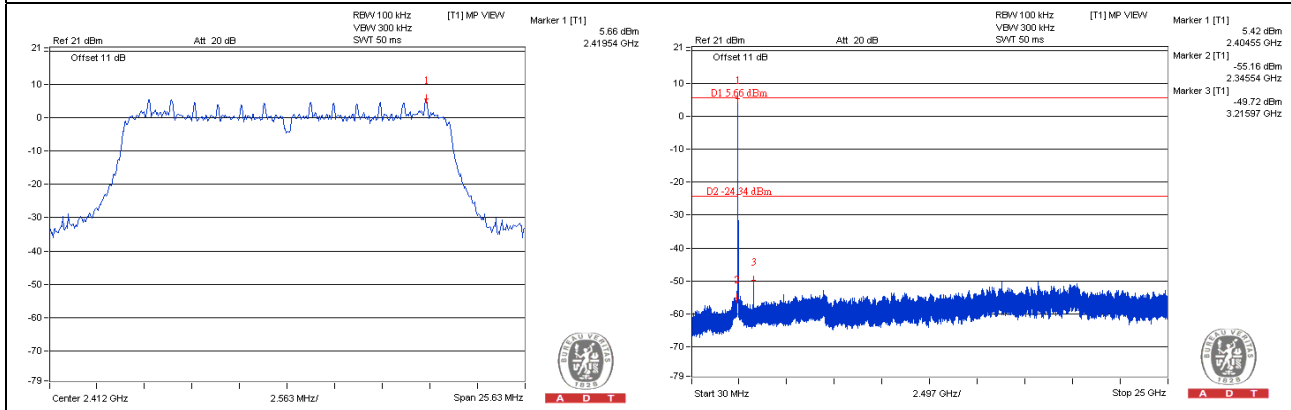 RBW 100 kHz
VBW 300 kHz
SWT 50 ms
[T1] MP VIEW
Marker 1 [T1]
5.66 dBm
2.41954 GHz
Ref 21 dBm
Att 20 dB
21
Offset 11 dB
1
10
0
-10
-20
-30
-40
-50
-60
-70
-79
Center 2.412 GHz
2.563 MHz/
Span 25.63 MHz
BUREAU VERITAS
1828
A D T
RBW 100 kHz
VBW 300 kHz
SWT 50 ms
[T1] MP VIEW
Marker 1 [T1]
5.42 dBm
2.40455 GHz
Marker 2 [T1]
-55.16 dBm
2.34554 GHz
Marker 3 [T1]
-49.72 dBm
3.21597 GHz
Ref 21 dBm
Att 20 dB
21
Offset 11 dB
1
10
D1 5.66 dBm
0
-10
-20
D2 -24.34 dBm
-30
-40
3
2
-50
-60
-70
-79
Start 30 MHz
2.497 GHz/
Stop 25 GHz
BUREAU VERITAS
1828
A D T